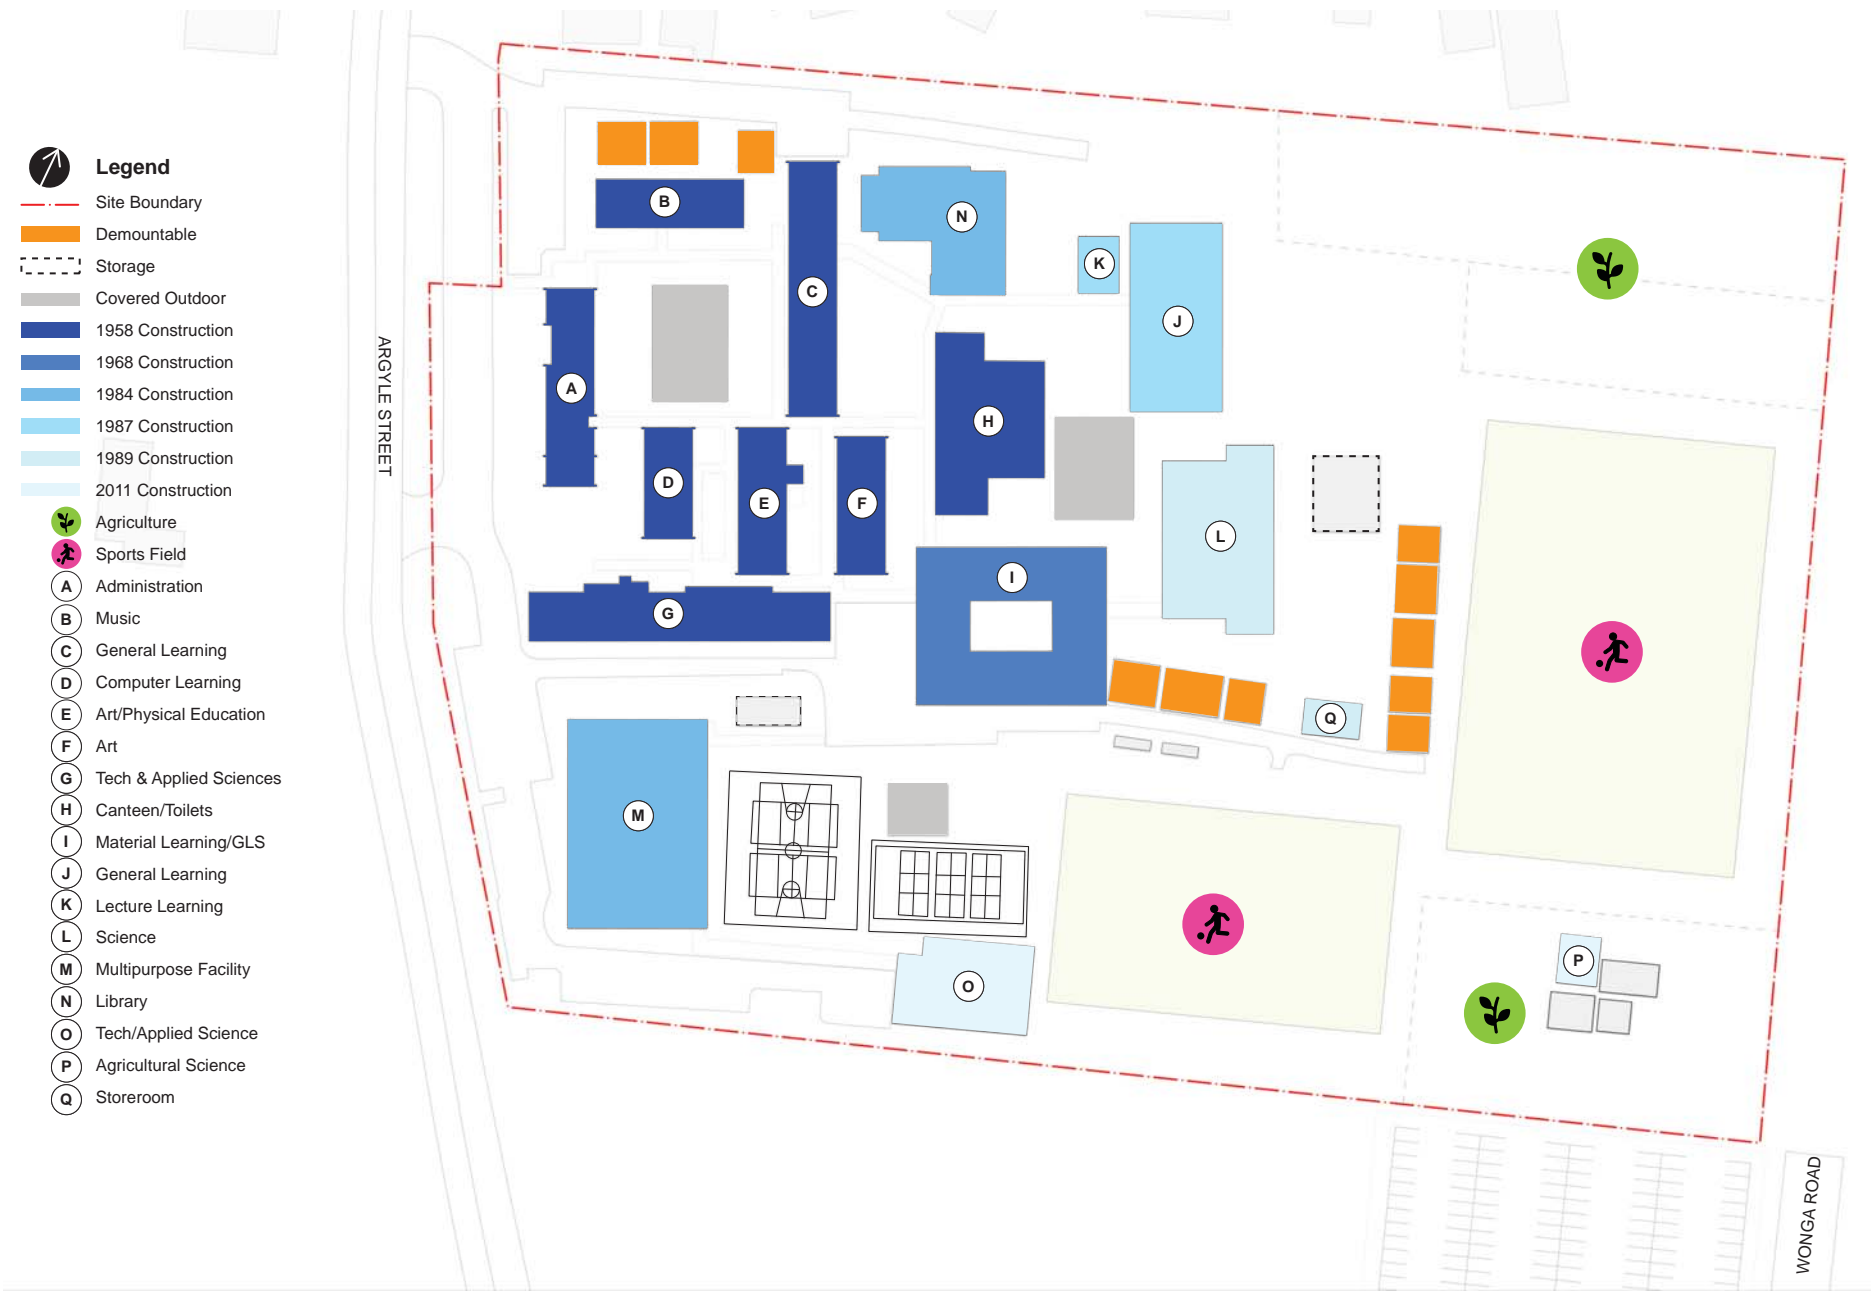 Legend
Site Boundary
Demountable
Storage
Covered Outdoor
1958 Construction
1968 Construction
1984 Construction
1987 Construction
1989 Construction
2011 Construction
Agriculture
Sports Field
A Administration
B Music
C General Learning
D Computer Learning
E Art/Physical Education
F Art
G Tech & Applied Sciences
H Canteen/Toilets
I Material Learning/GLS
J General Learning
K Lecture Learning
L Science
M Multipurpose Facility
N Library
O Tech/Applied Science
P Agricultural Science
Q Storeroom
ARGYLE STREET
B
N
K
C
J
A
H
D
E
F
L
I
G
Q
M
P
O
WONGA ROAD